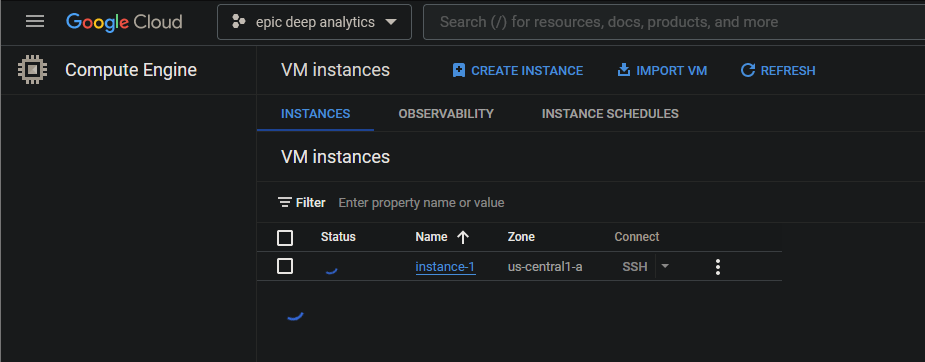 Google Cloud epic deep analytics Search (/) for resources, docs, products, and more
Compute Engine
VM instances CREATE INSTANCE IMPORT VM REFRESH
INSTANCES OBSERVABILITY INSTANCE SCHEDULES
VM instances
Filter Enter property name or value
Status Name Zone Connect
instance-1 us-central1-a SSH